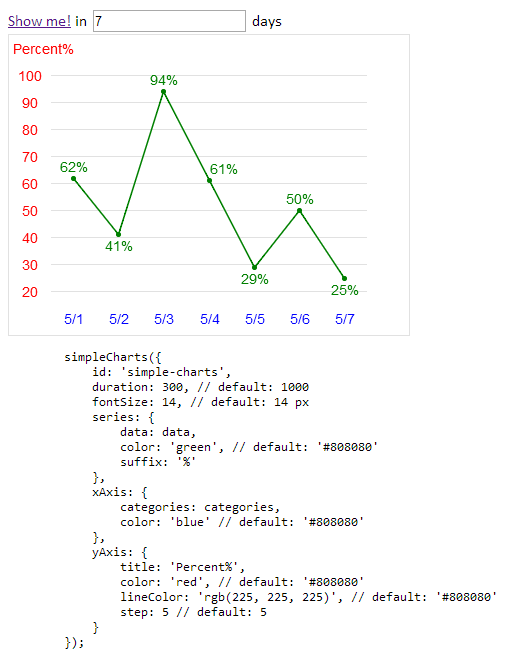 Show me! in 7 days
Percent%
100
94%
90
80
70
62%
61%
60
50%
50
41%
40
30
29%
25%
20
5/1 5/2 5/3 5/4 5/5 5/6 5/7
simpleCharts({
    id: 'simple-charts',
    duration: 300, // default: 1000
    fontSize: 14, // default: 14 px
    series: {
        data: data,
        color: 'green', // default: '#808080'
        suffix: '%'
    },
    xAxis: {
        categories: categories,
        color: 'blue' // default: '#808080'
    },
    yAxis: {
        title: 'Percent%',
        color: 'red', // default: '#808080'
        lineColor: 'rgb(225, 225, 225)', // default: '#808080'
        step: 5 // default: 5
    }
});